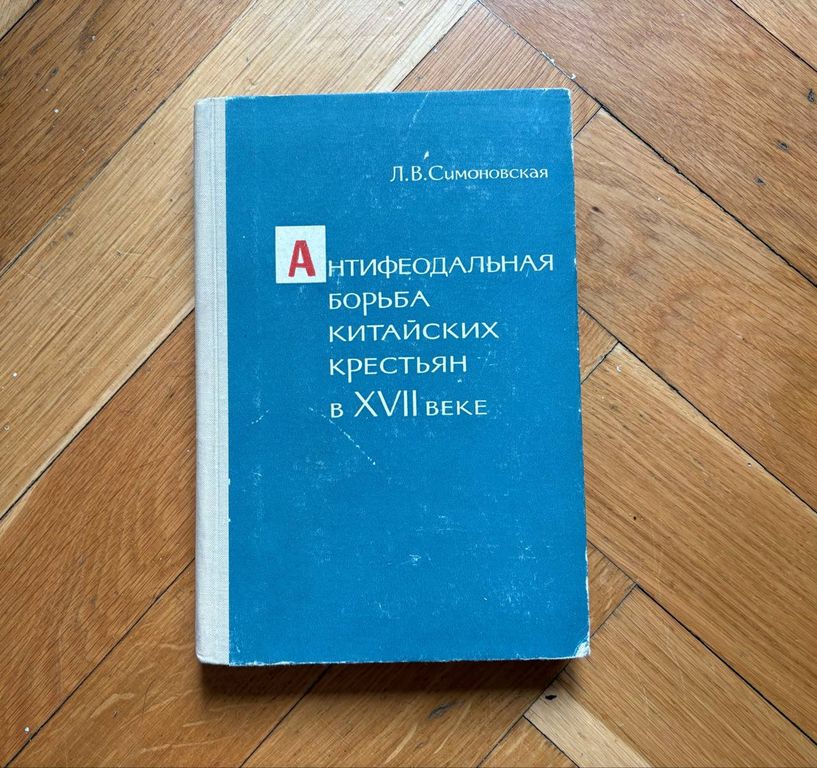 Л.В.Симоновская
Антифеодальная
борьба
китайских
крестьян
в XVII веке